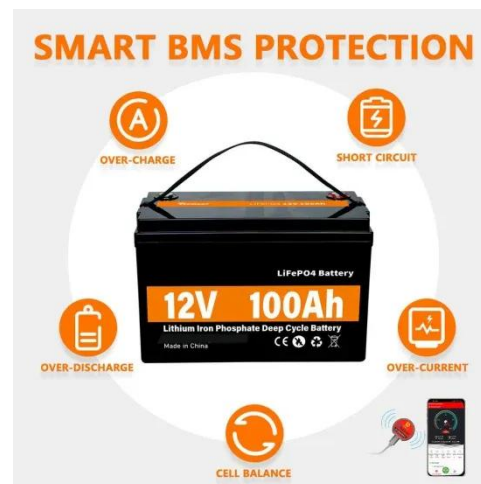 SMART BMS PROTECTION
OVER-CHARGE
SHORT CIRCUIT
LiFePO4 Battery
12V 100Ah
Lithium Iron Phosphate Deep Cycle Battery
Made in China
CE
OVER-DISCHARGE
OVER-CURRENT
CELL BALANCE